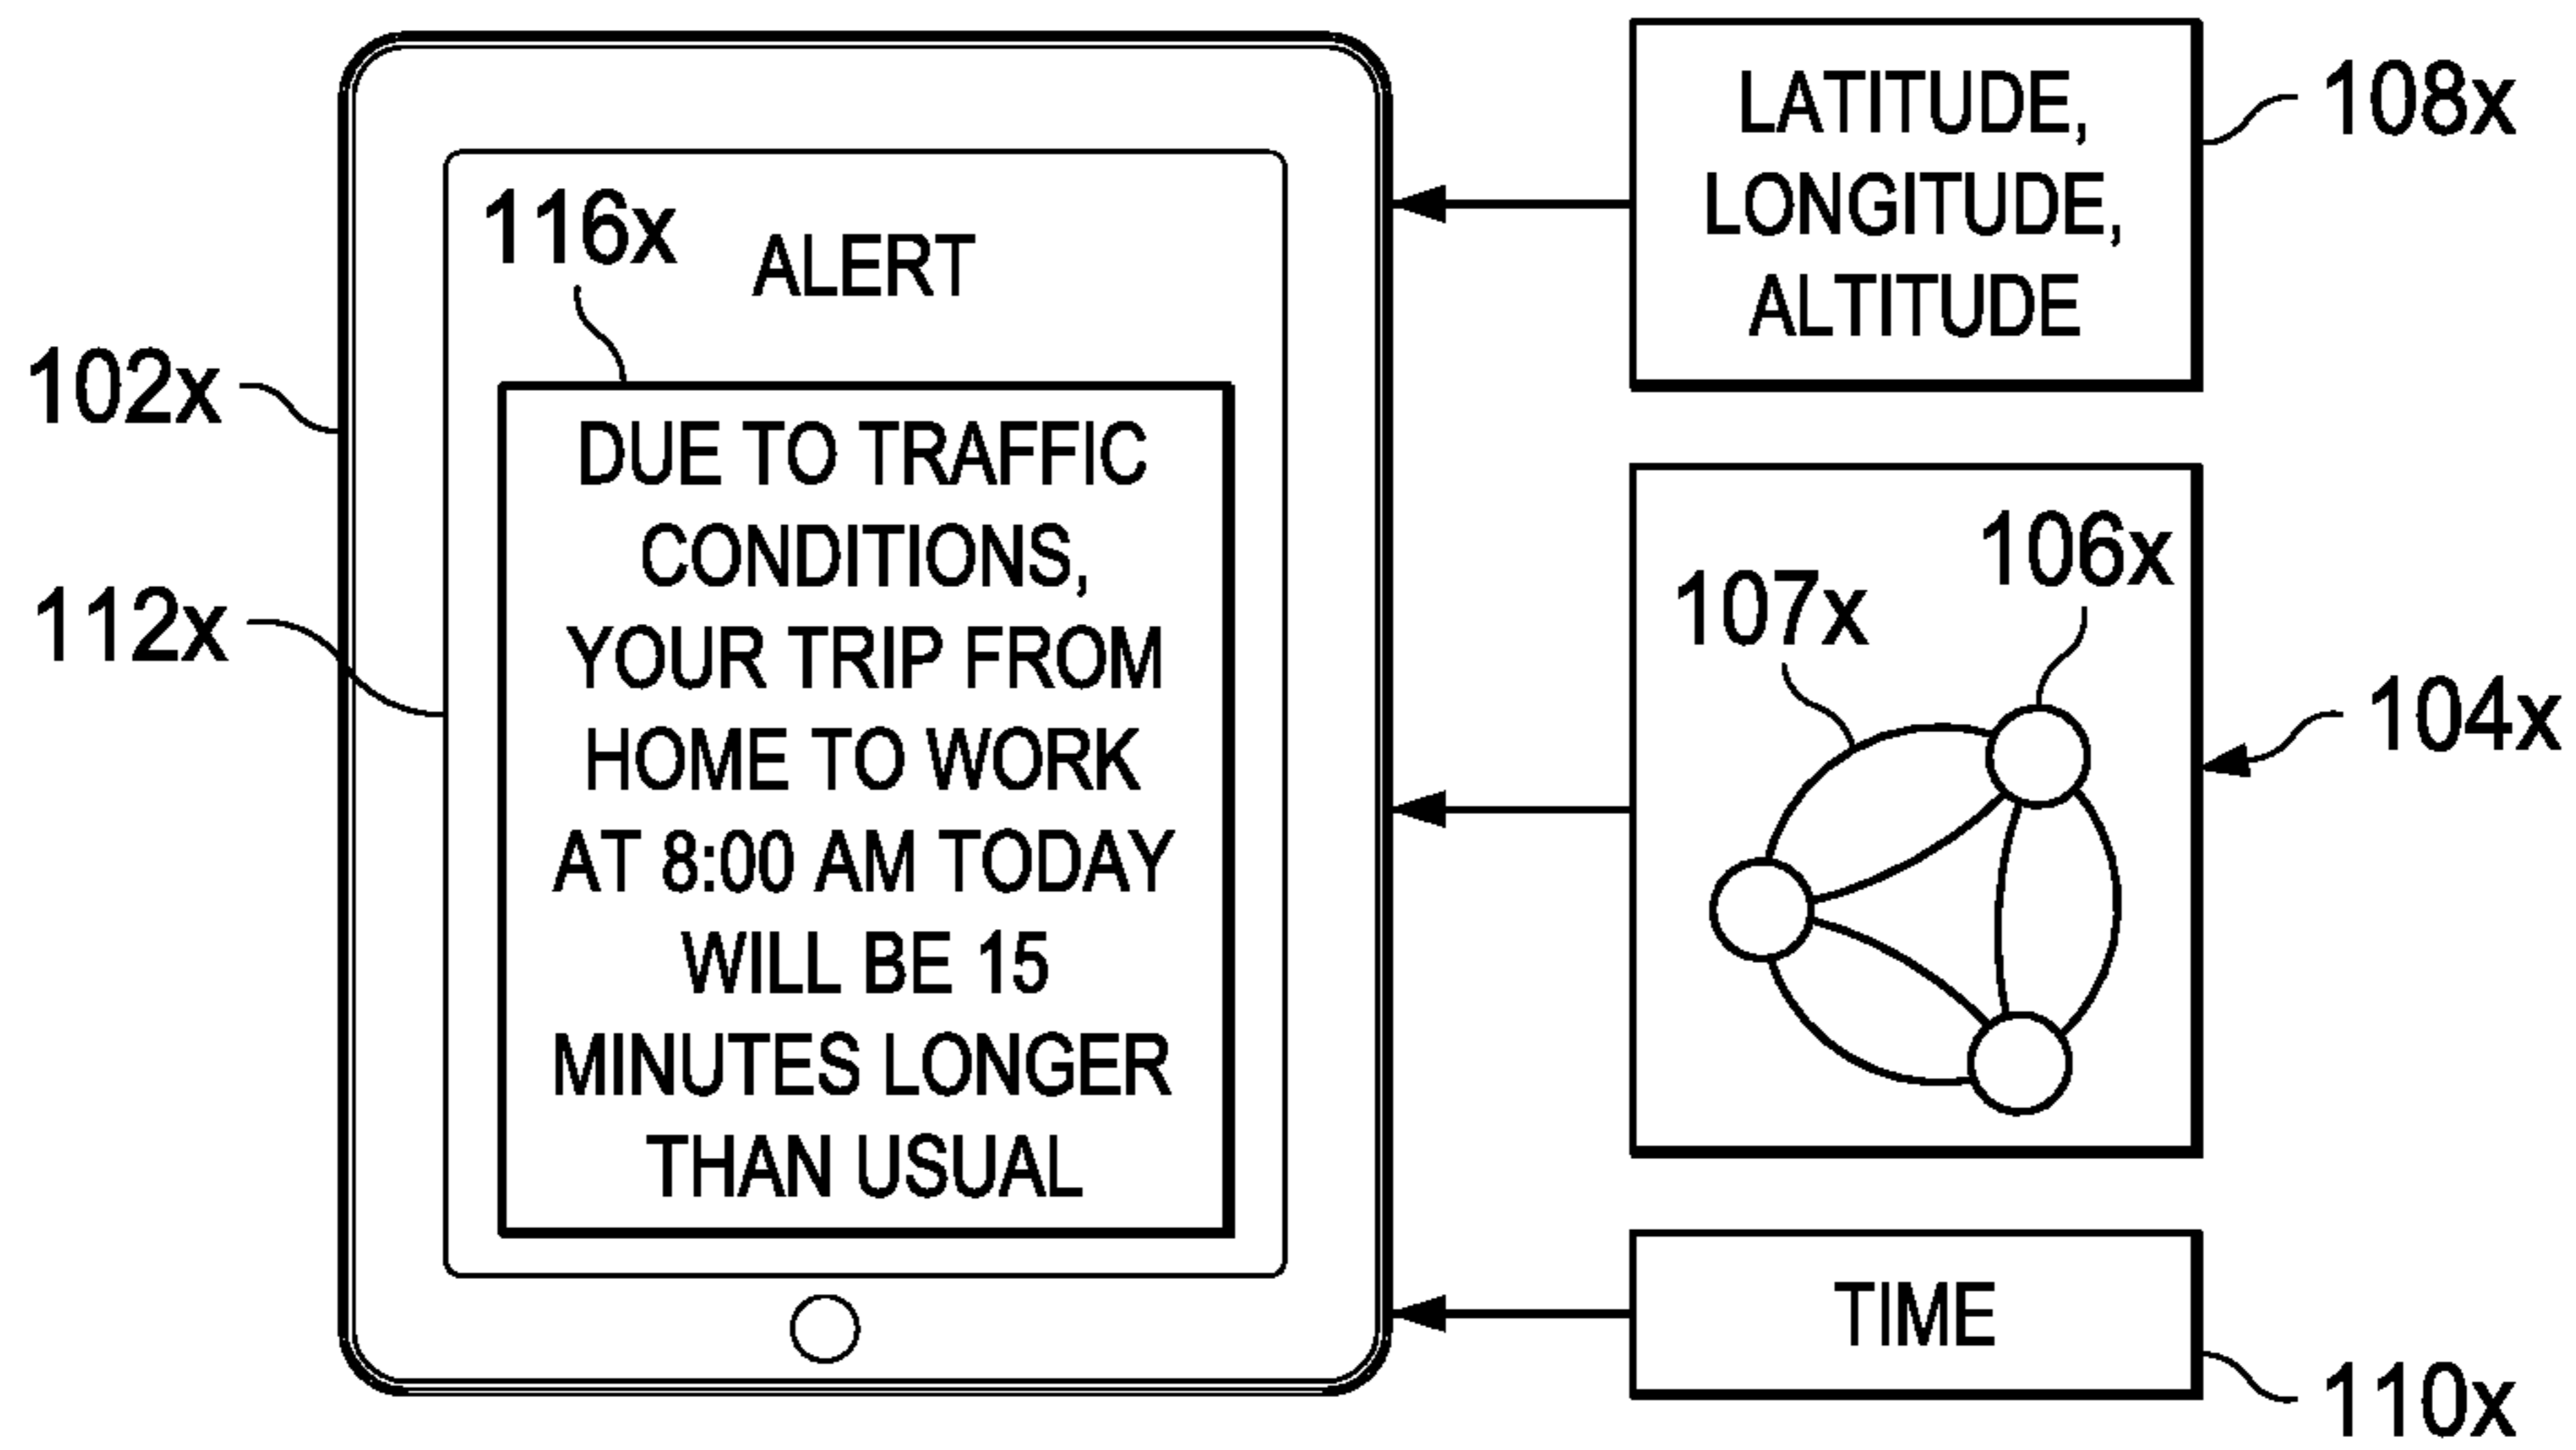 102x
112x
116x
ALERT
DUE TO TRAFFIC
CONDITIONS,
YOUR TRIP FROM
HOME TO WORK
AT 8:00 AM TODAY
WILL BE 15
MINUTES LONGER
THAN USUAL
LATITUDE,
LONGITUDE,
ALTITUDE
108x
106x
107x
104x
TIME
110x